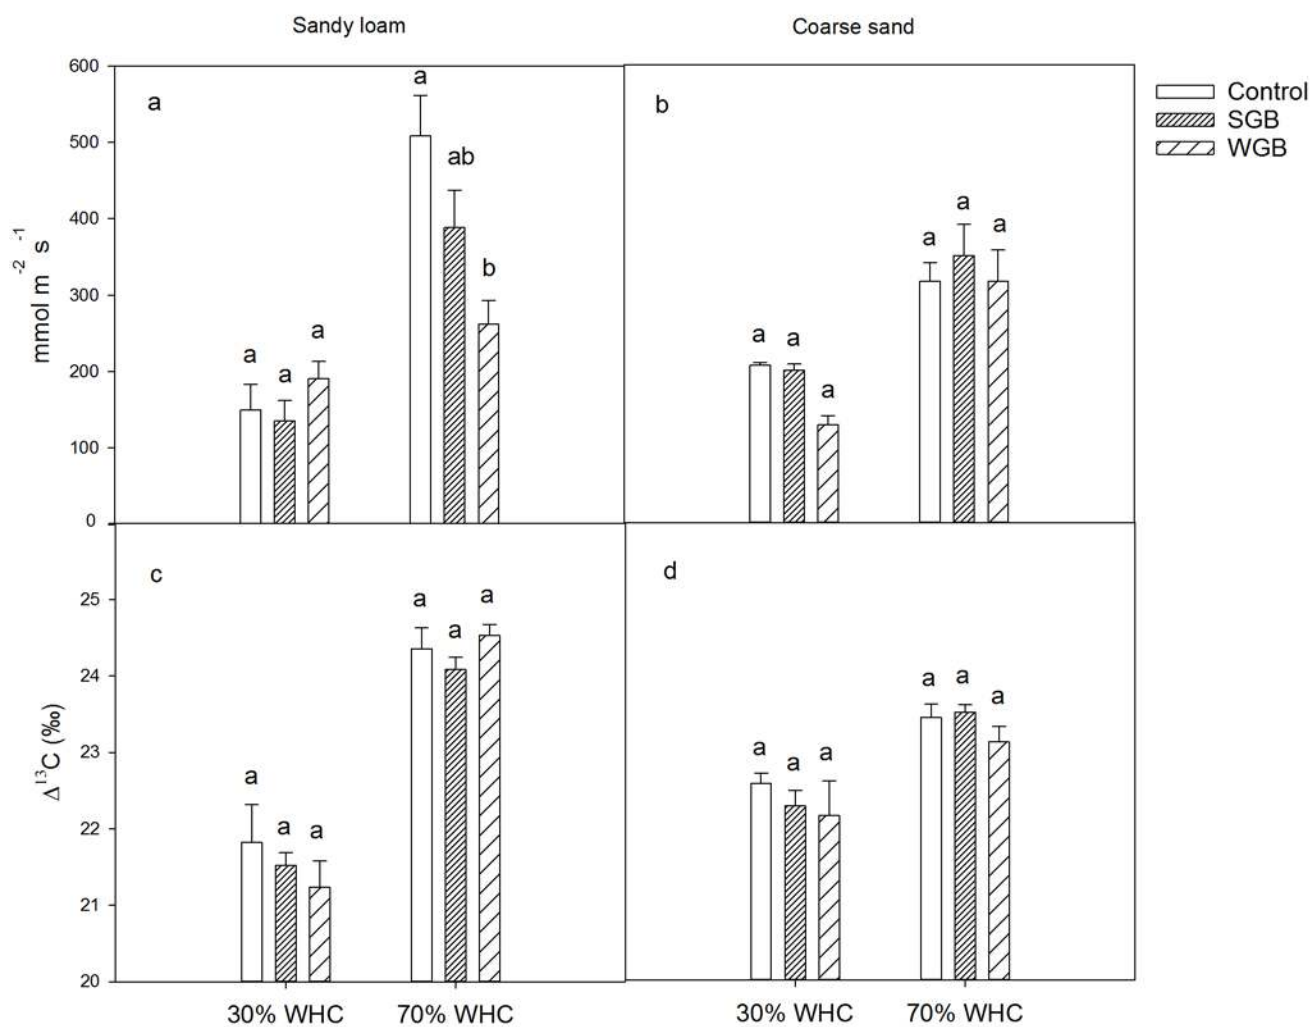 Sandy loam
Coarse sand
600
500
400
300
200
100
0
mmol m⁻² s⁻¹
a
a
a
a
a
ab
b
b
a
a
a
a
a
a
Control
SGB
WGB
25
24
23
22
21
20
Δ¹³C (‰)
c
a
a
a
a
a
a
d
a
a
a
a
a
a
30% WHC
70% WHC
30% WHC
70% WHC